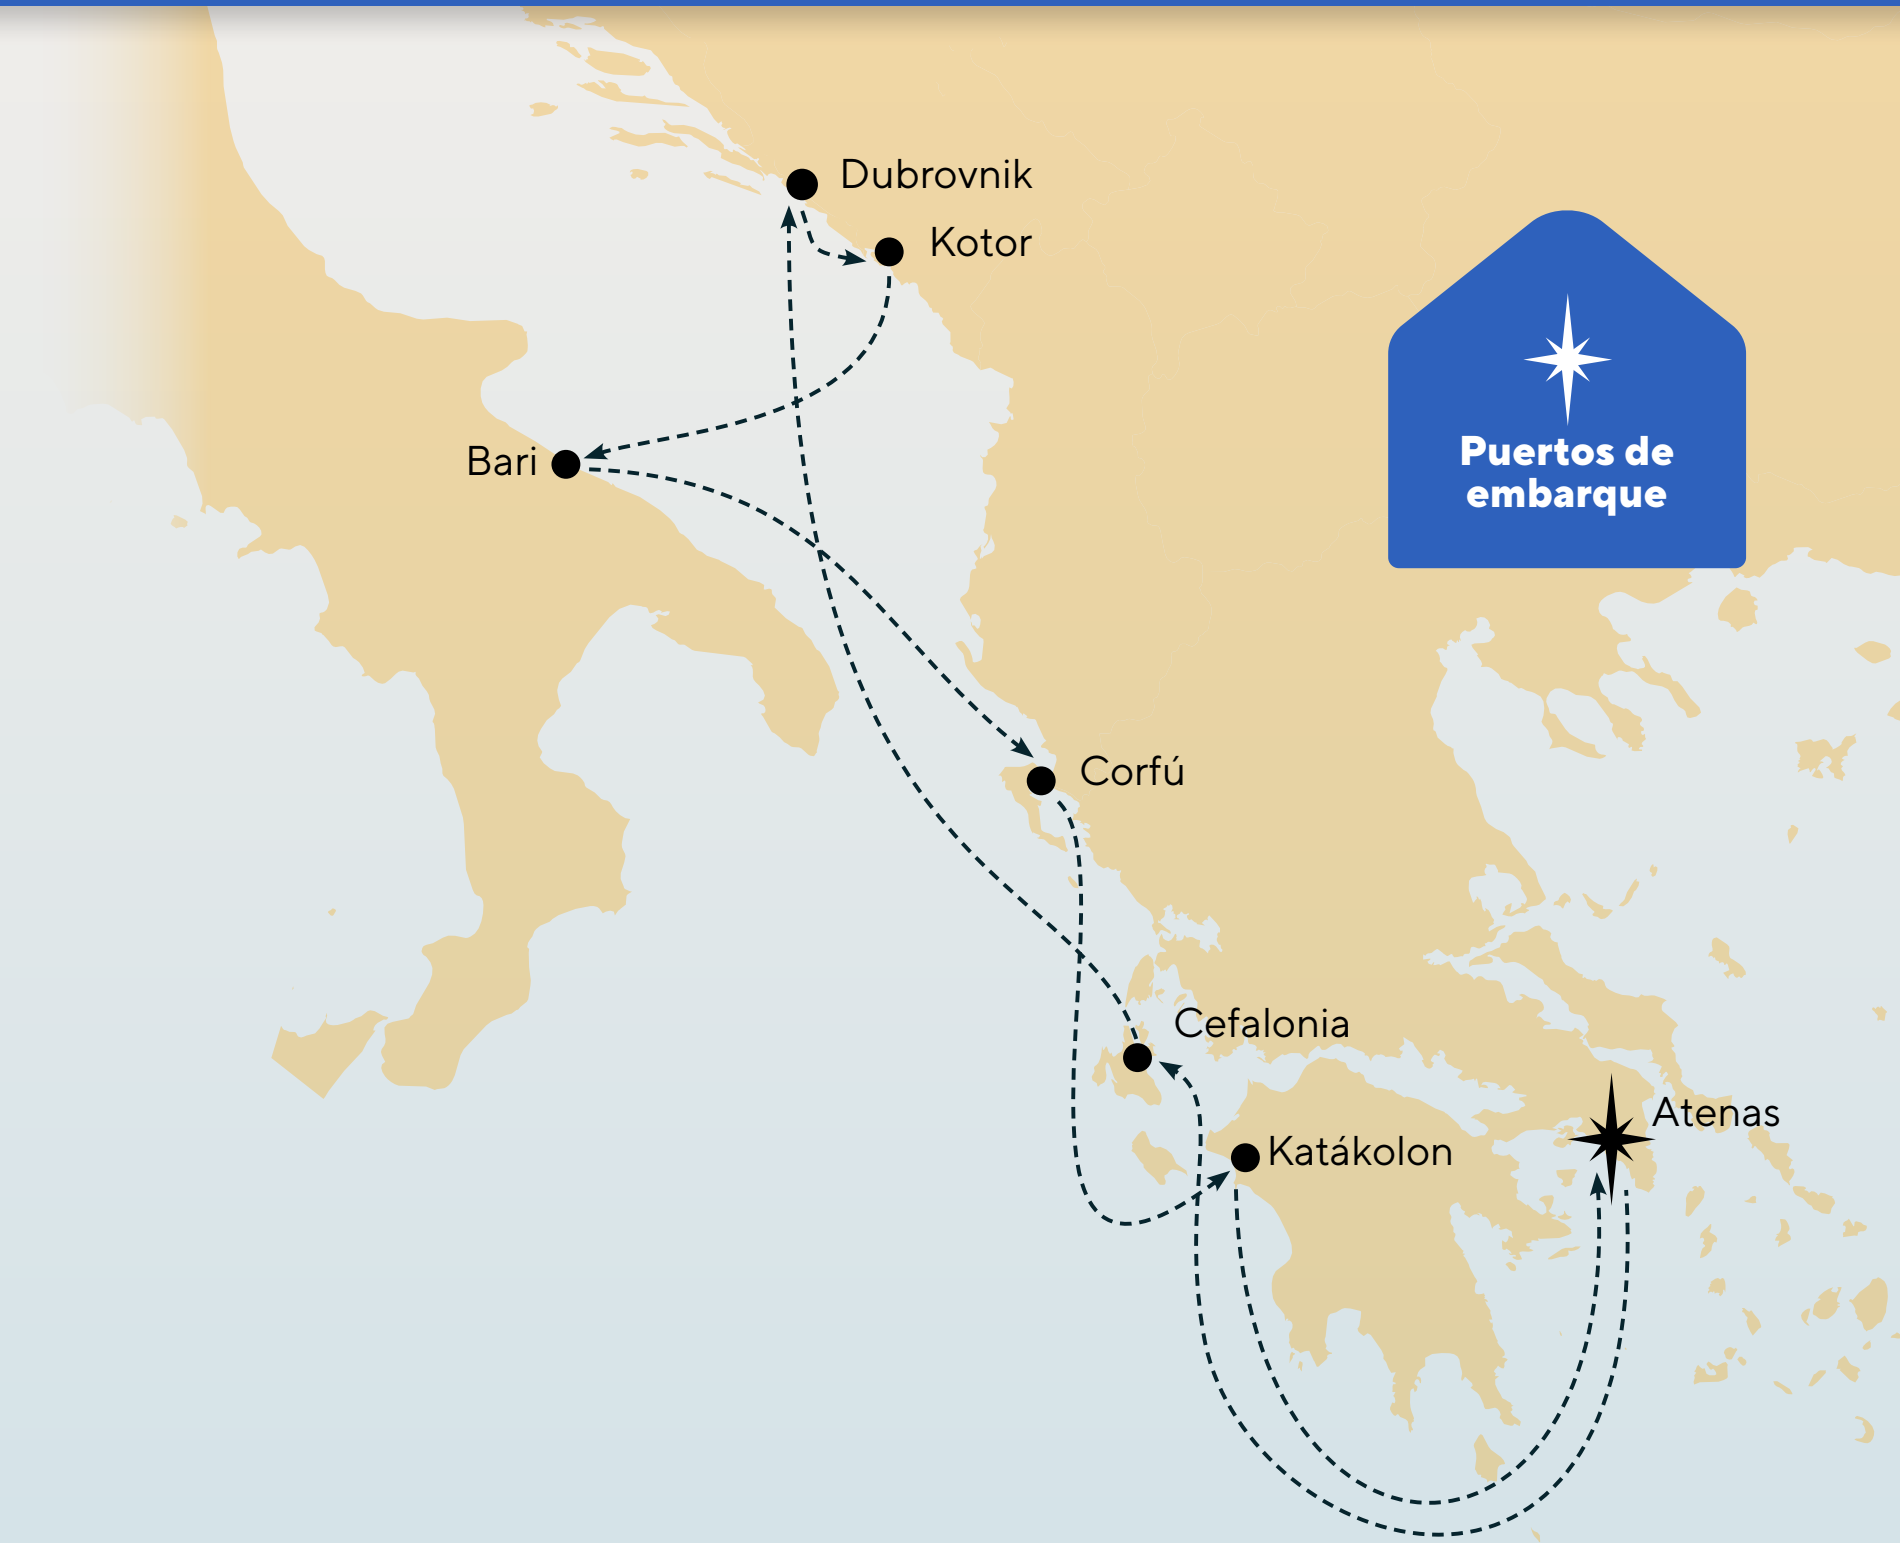 Dubrovnik
Kotor
Puertos de
embarque
Bari
Corfú
Cefalonia
Atenas
Katákolon